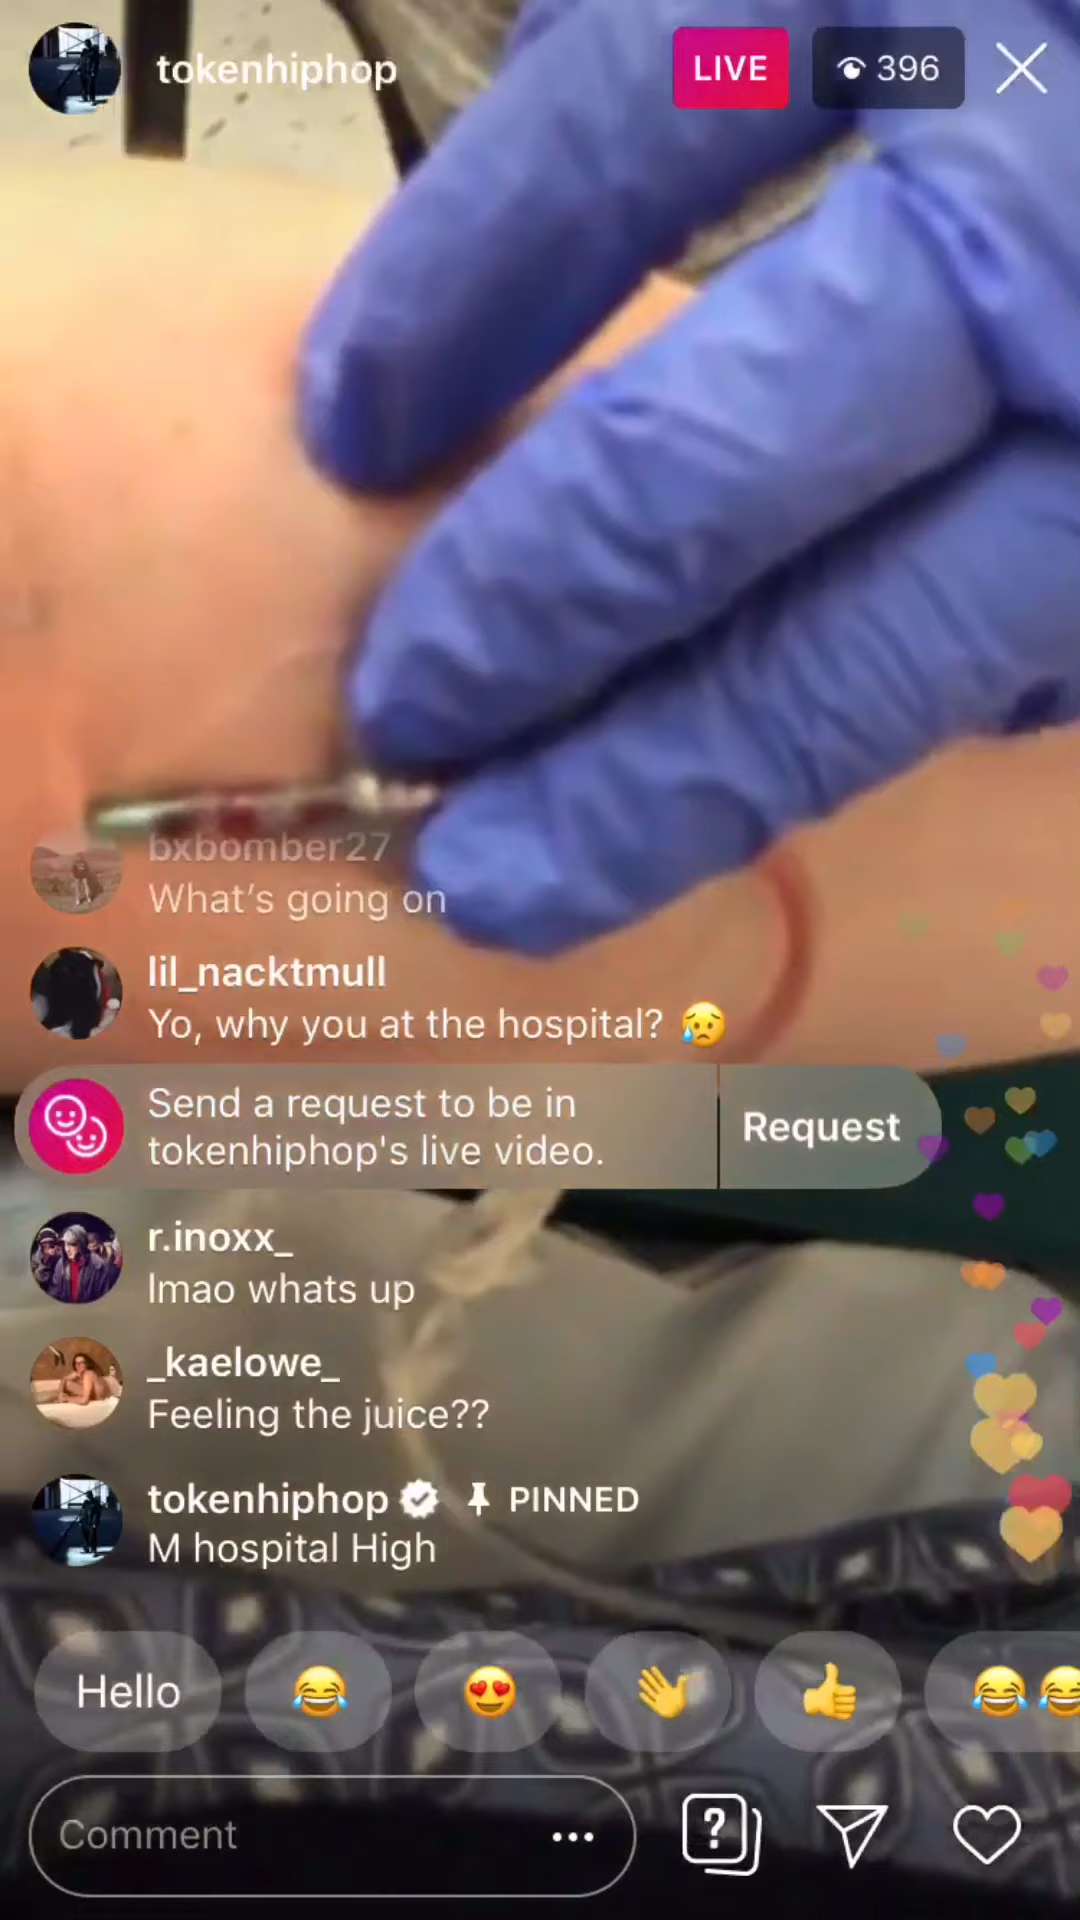 tokenhiphop
LIVE
396
bxbomber27
What's going on
lil_nacktmull
Yo, why you at the hospital? 😥
Send a request to be in
tokenhiphop's live video.
Request
r.inoxx_
lmao whats up
_kaelowe_
Feeling the juice??
tokenhiphop PINNED
M hospital High
Hello 😂 😍 👋 👍 😂😂
Comment